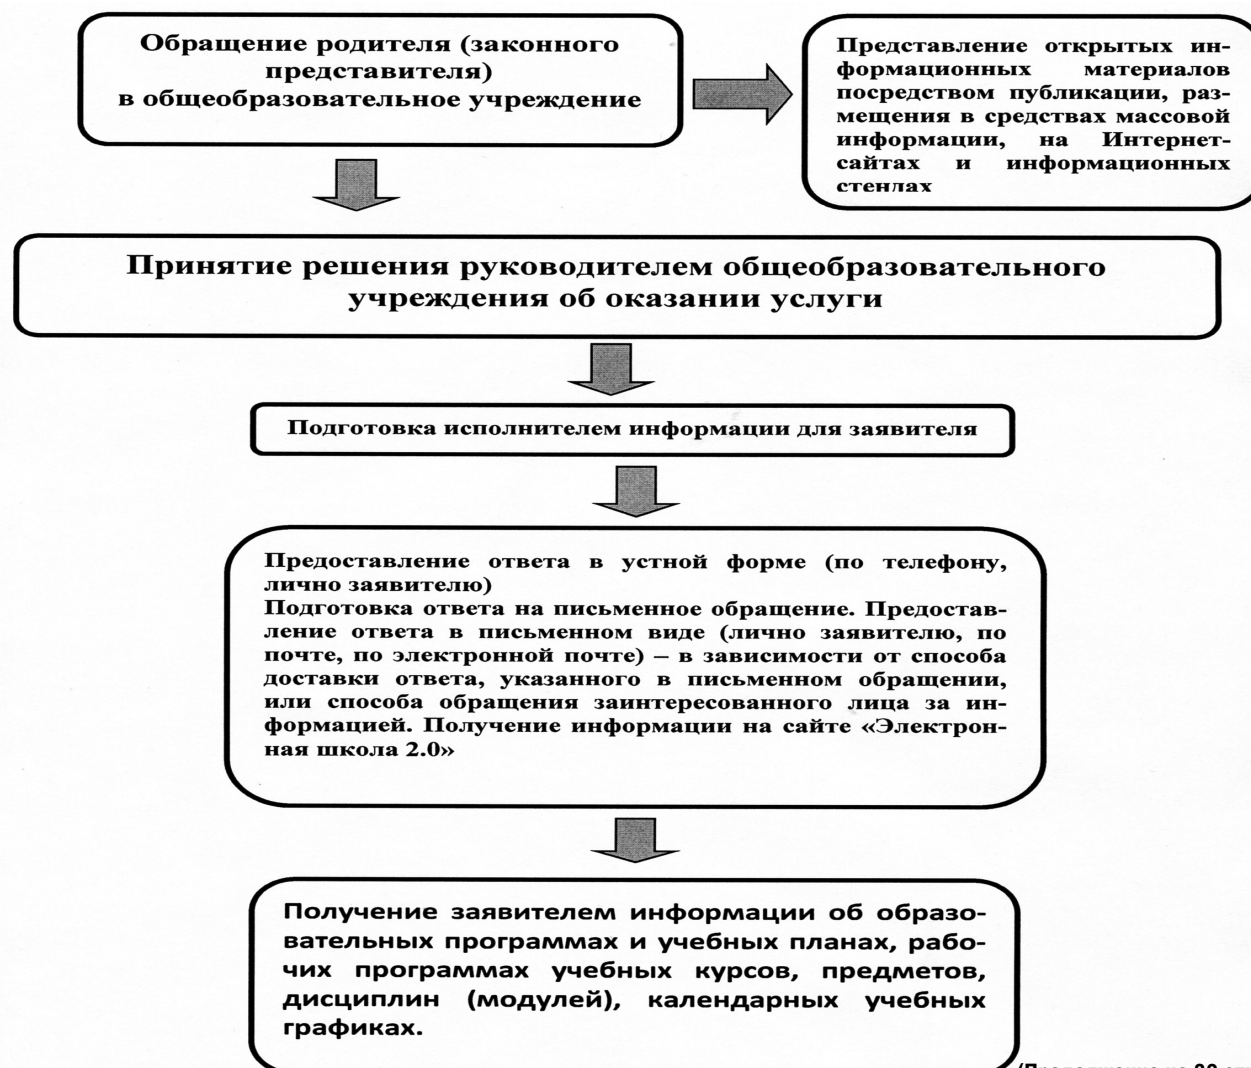 Обращение родителя (законного
представителя)
в общеобразовательное учреждение
Представление открытых ин-
формационных материалов
посредством публикации, раз-
мещения в средствах массовой
информации, на Интернет-
сайтах и информационных
стендах
Принятие решения руководителем общеобразовательного
учреждения об оказании услуги
Подготовка исполнителем информации для заявителя
Предоставление ответа в устной форме (по телефону,
лично заявителю)
Подготовка ответа на письменное обращение. Предостав-
ление ответа в письменном виде (лично заявителю, по
почте, по электронной почте) – в зависимости от способа
доставки ответа, указанного в письменном обращении,
или способа обращения заинтересованного лица за ин-
формацией. Получение информации на сайте «Электрон-
ная школа 2.0»
Получение заявителем информации об образо-
вательных программах и учебных планах, рабо-
чих программах учебных курсов, предметов,
дисциплин (модулей), календарных учебных
графиках.